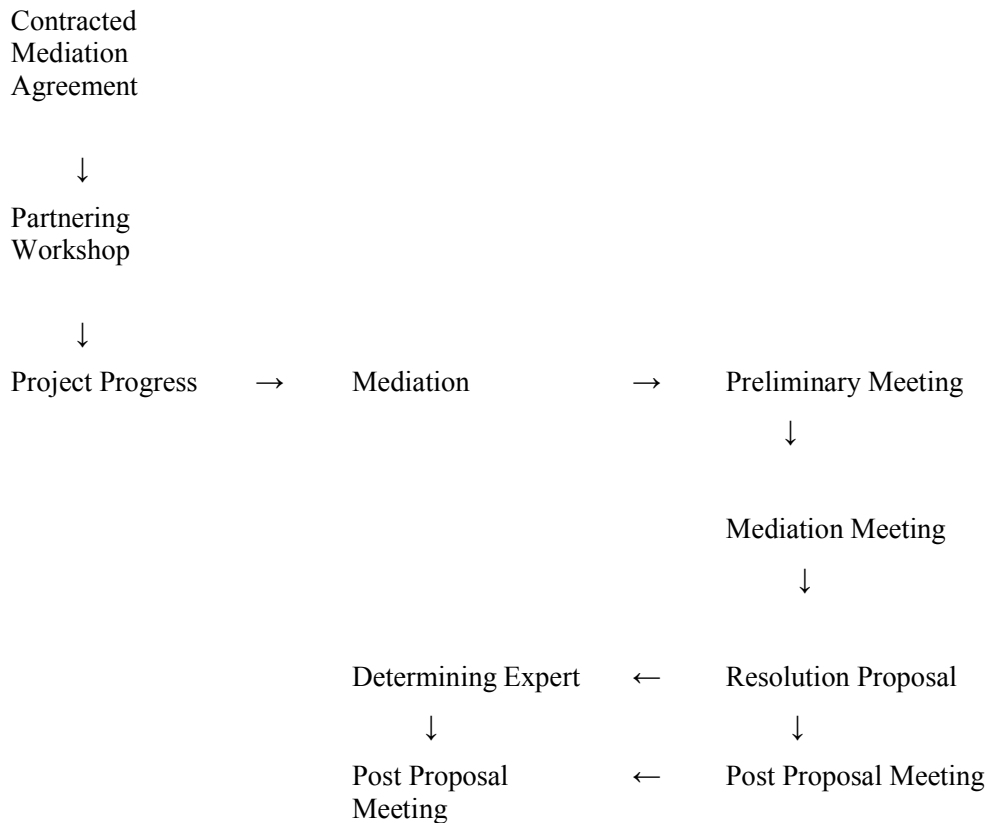 Contracted
Mediation
Agreement
↓
Partnering
Workshop
↓
Project Progress → Mediation → Preliminary Meeting
↓
Mediation Meeting
↓
Determining Expert ← Resolution Proposal
↓ ↓
Post Proposal ← Post Proposal Meeting
Meeting